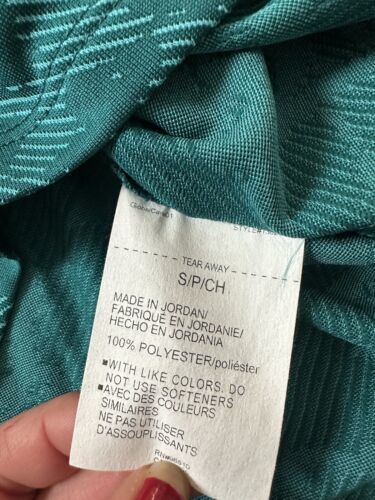 TEAR AWAY
S/P/CH
MADE IN JORDAN/
FABRIQUÉ EN JORDANIE/
HECHO EN JORDANIA
100% POLYESTER/poliéster
■WITH LIKE COLORS. DO
NOT USE SOFTENERS
■AVEC DES COULEURS
SIMILAIRES
NE PAS UTILISER
D'ASSOUPLISSANTS